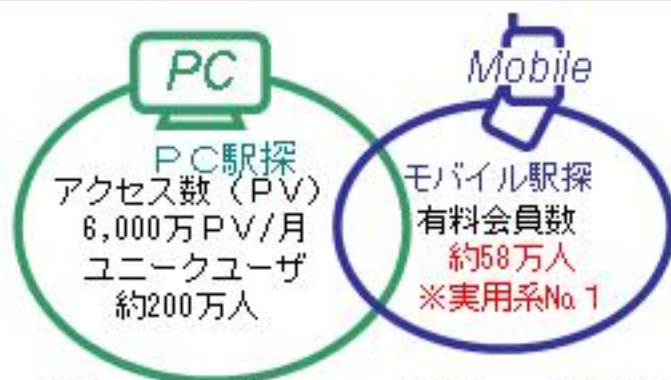 PC
PC駅探
アクセス数（PV）
6,000万PV/月
ユニークユーザ
約200万人
Mobile
モバイル駅探
有料会員数
約58万人
※実用系No.1